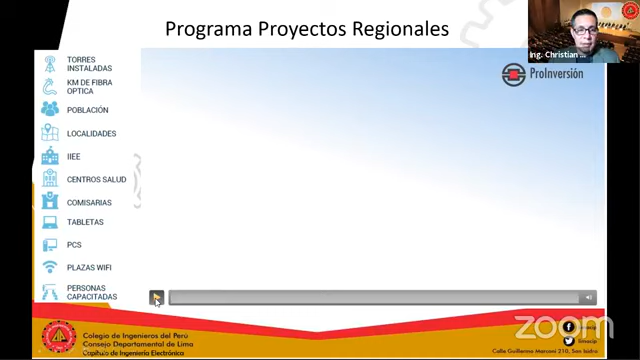 Programa Proyectos Regionales
Ing. Christian
ProInversión
TORRES
INSTALADAS
KM DE FIBRA
OPTICA
POBLACIÓN
LOCALIDADES
IIEE
CENTROS SALUD
COMISARIAS
TABLETAS
PCS
PLAZAS WIFI
PERSONAS
CAPACITADAS
Colegio de Ingenieros del Perú
Consejo Departamental de Lima
Capítulo de Ingeniería Electrónica
zoom
limacip
limacip
Calle Guillermo Marconi 210, San Isidro